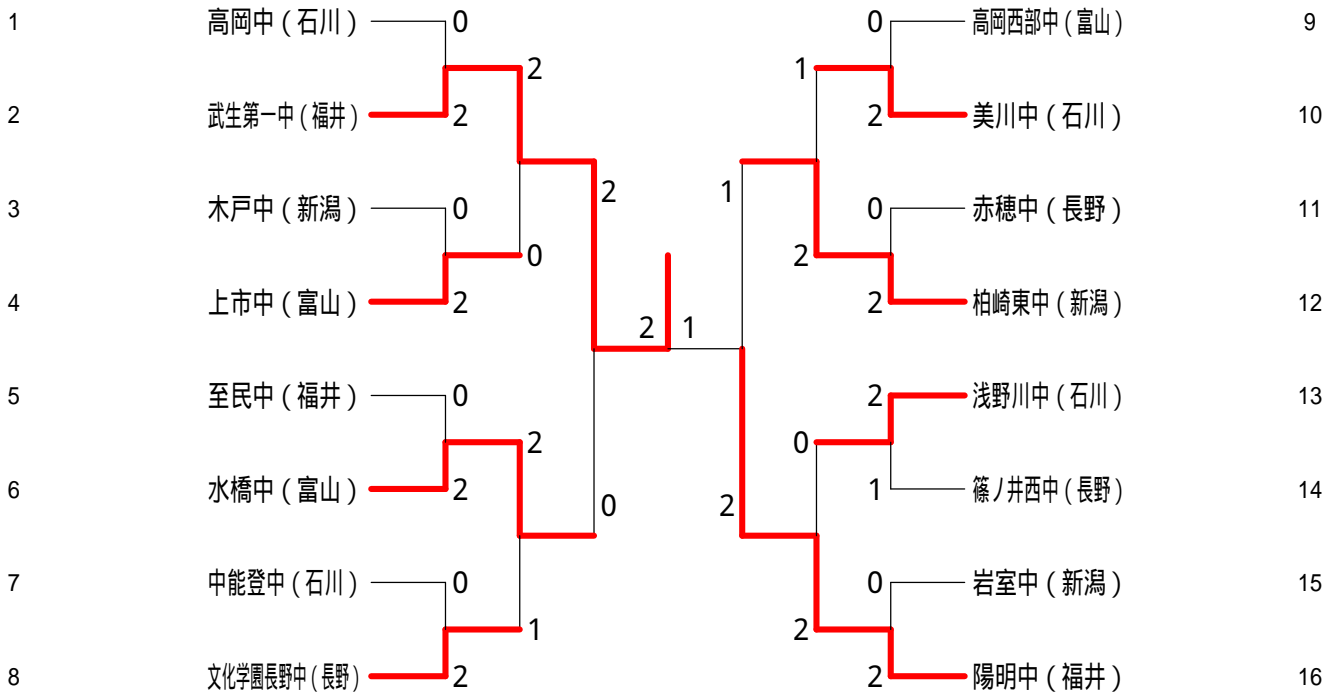 1 高岡中（石川） 0 0 高岡西部中（富山） 9
2 1
2 武生第一中（福井） 2 2 美川中（石川） 10
2 1
3 木戸中（新潟） 0 0 赤穂中（長野） 11
0 2
4 上市中（富山） 2 2 柏崎東中（新潟） 12
2 1
5 至民中（福井） 0 2 浅野川中（石川） 13
2 0
6 水橋中（富山） 2 1 篠ノ井西中（長野） 14
0 2
7 中能登中（石川） 0 0 岩室中（新潟） 15
1 2
8 文化学園長野中（長野） 2 2 陽明中（福井） 16